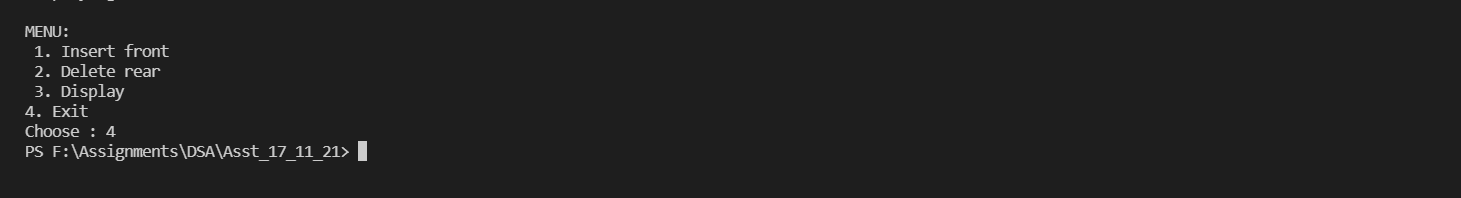 MENU:
1. Insert front
2. Delete rear
3. Display
4. Exit
Choose : 4
PS F:\Assignments\DSA\Asst_17_11_21>